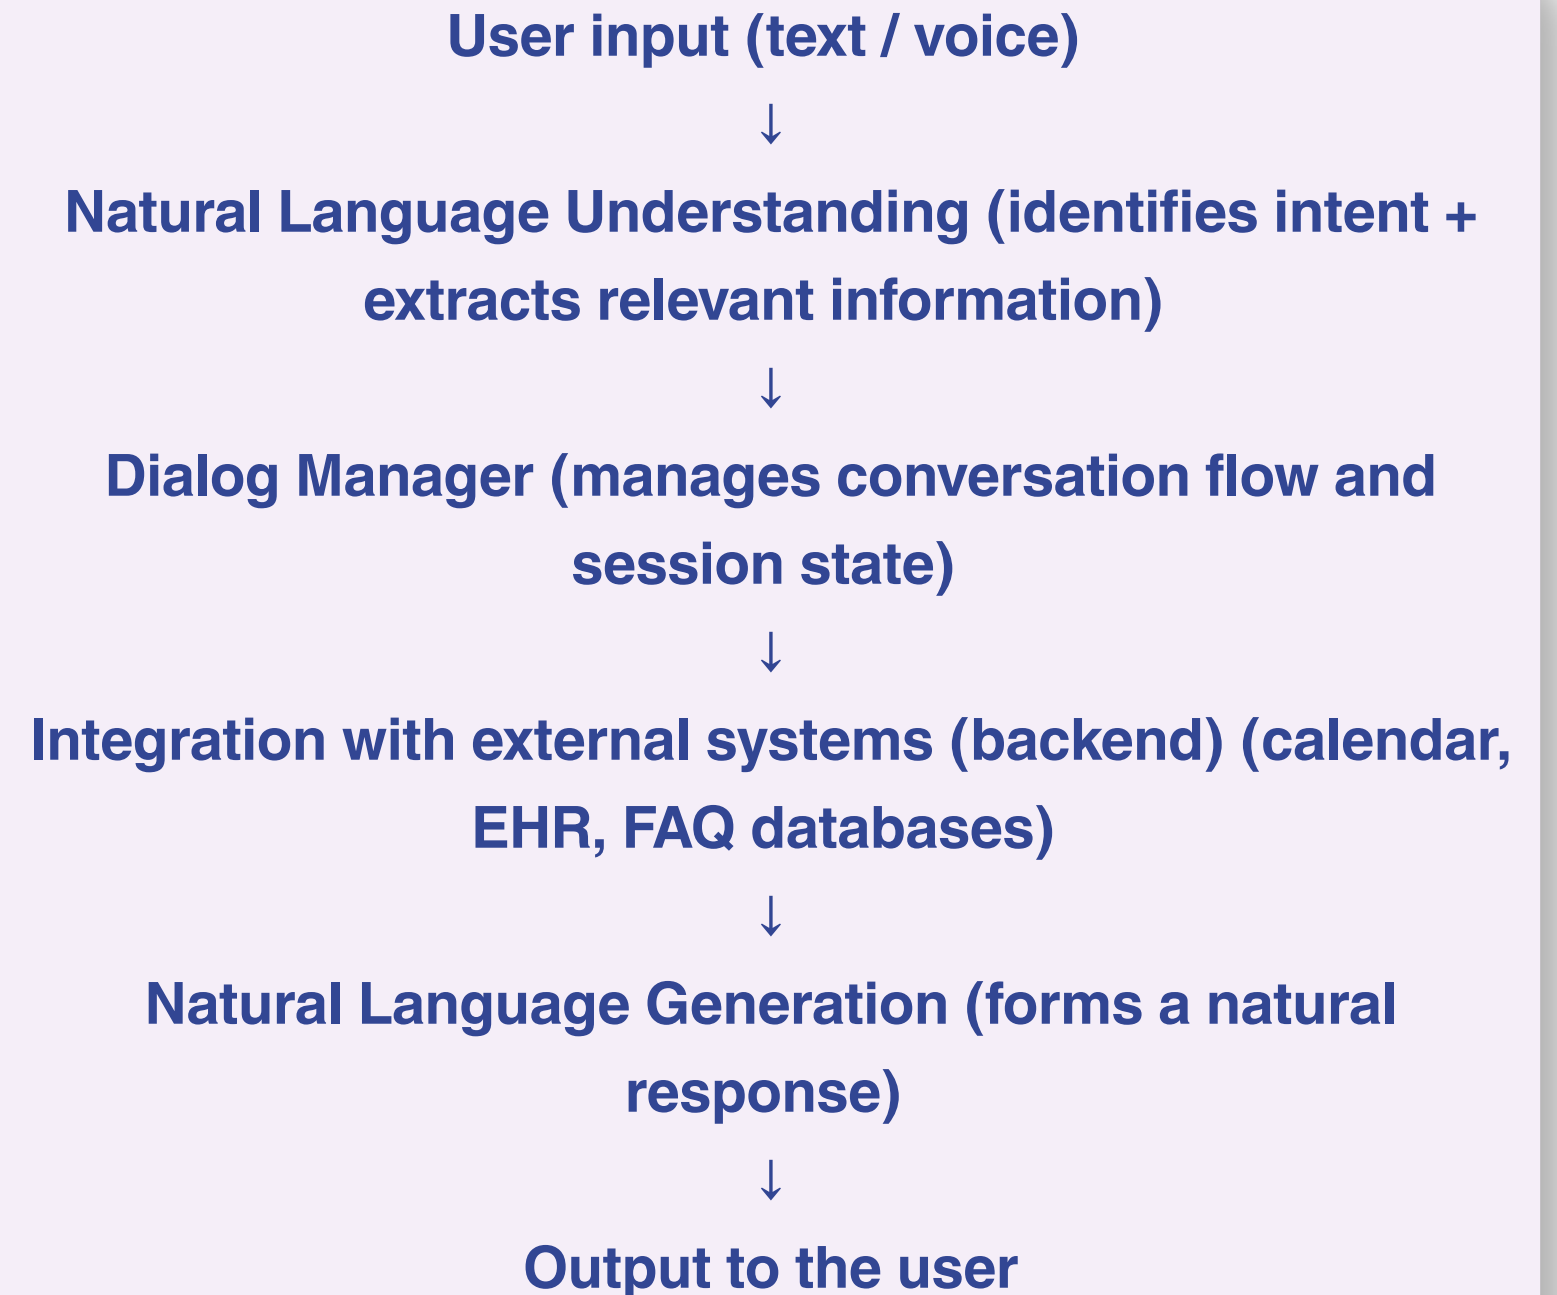 User input (text / voice)
↓
Natural Language Understanding (identifies intent +
extracts relevant information)
↓
Dialog Manager (manages conversation flow and
session state)
↓
Integration with external systems (backend) (calendar,
EHR, FAQ databases)
↓
Natural Language Generation (forms a natural
response)
↓
Output to the user